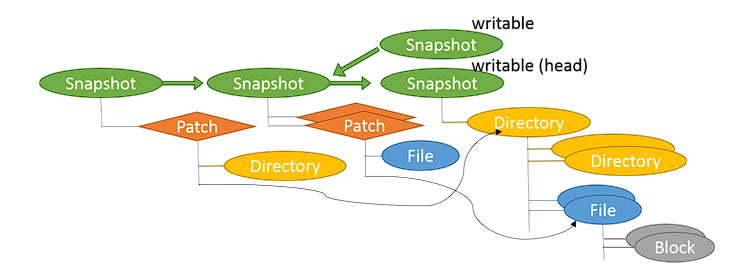 writable
Snapshot
writable (head)
Snapshot
Snapshot
Snapshot
Patch
Patch
Directory
Directory
File
Directory
File
Block